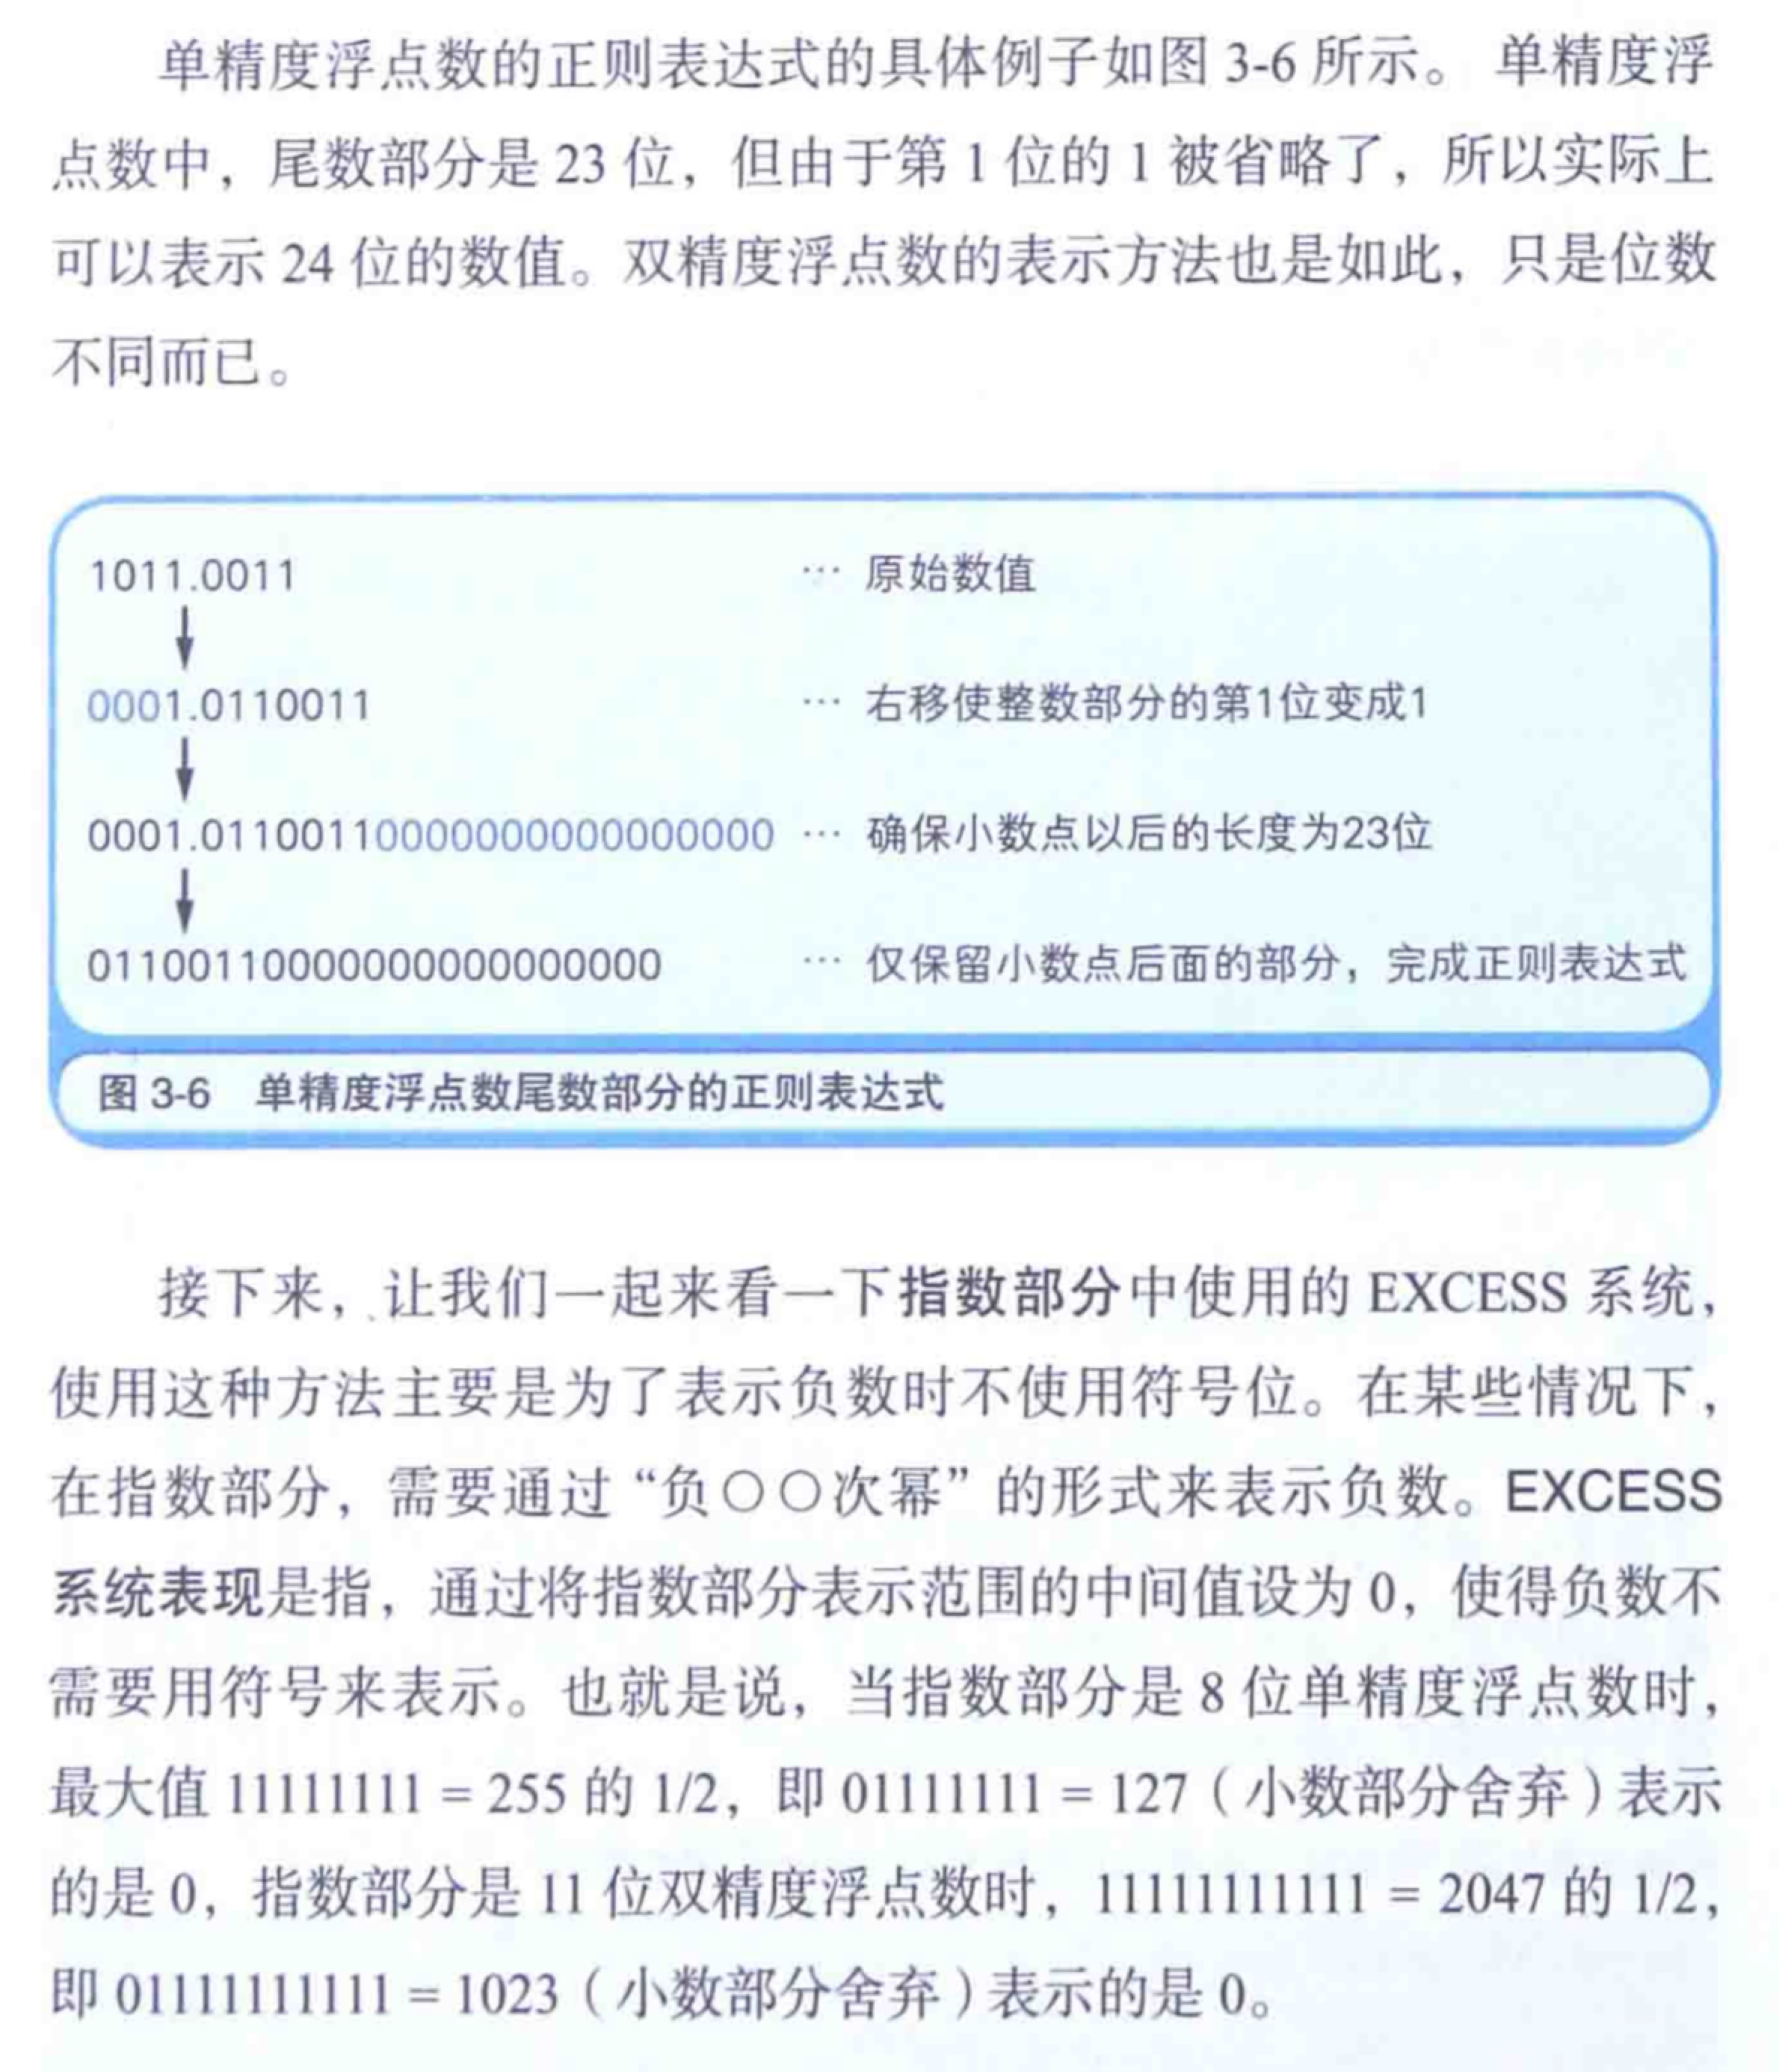 单精度浮点数的正则表达式的具体例子如图 3-6 所示。 单精度浮
点数中，尾数部分是 23 位，但由于第 1 位的 1 被省略了，所以实际上
可以表示 24 位的数值。双精度浮点数的表示方法也是如此，只是位数
不同而已。
1011.0011 … 原始数值
0001.0110011 … 右移使整数部分的第1位变成1
0001.01100110000000000000000 … 确保小数点以后的长度为23位
01100110000000000000000 … 仅保留小数点后面的部分，完成正则表达式
图 3-6 单精度浮点数尾数部分的正则表达式
接下来，让我们一起来看一下指数部分中使用的 EXCESS 系统，
使用这种方法主要是为了表示负数时不使用符号位。在某些情况下，
在指数部分，需要通过“负○○次幂”的形式来表示负数。EXCESS
系统表现是指，通过将指数部分表示范围的中间值设为 0，使得负数不
需要用符号来表示。也就是说，当指数部分是 8 位单精度浮点数时，
最大值 11111111 = 255 的 1/2，即 01111111 = 127（小数部分舍弃）表示
的是 0，指数部分是 11 位双精度浮点数时，11111111111 = 2047 的 1/2，
即 01111111111 = 1023（小数部分舍弃）表示的是 0。